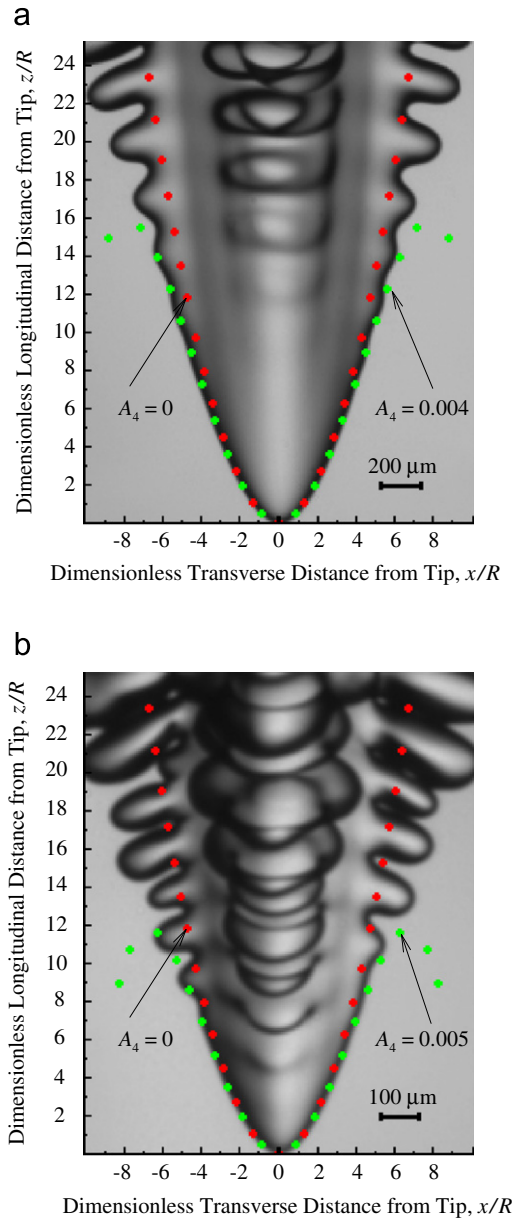 a
Dimensionless Longitudinal Distance from Tip, z/R
24
22
20
18
16
14
12
10
8
6
4
2
A₄ = 0
A₄ = 0.004
200 μm
-8 -6 -4 -2 0 2 4 6 8
Dimensionless Transverse Distance from Tip, x/R
b
Dimensionless Longitudinal Distance from Tip, z/R
24
22
20
18
16
14
12
10
8
6
4
2
A₄ = 0
A₄ = 0.005
100 μm
-8 -6 -4 -2 0 2 4 6 8
Dimensionless Transverse Distance from Tip, x/R